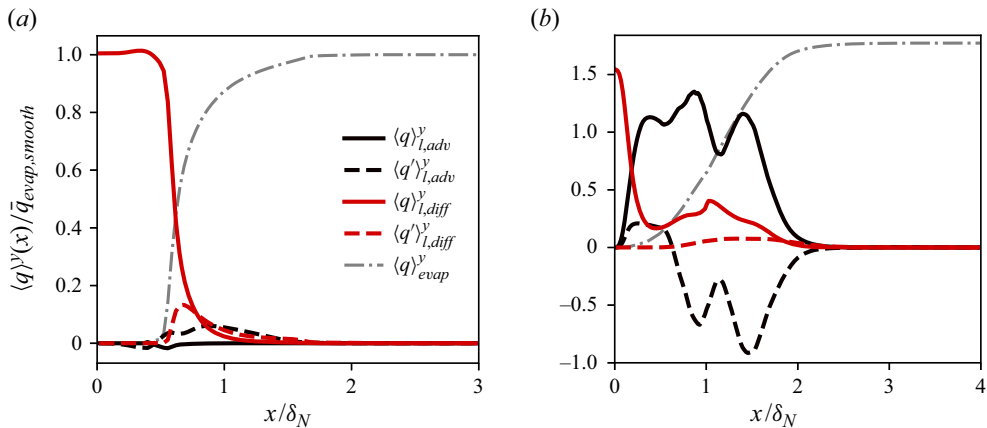 (a)
(b)
⟨q⟩^y(x)/q̄_evap,smooth
1.0
0.8
0.6
0.4
0.2
0
⟨q⟩^y_l,adv
⟨q′⟩^y_l,adv
⟨q⟩^y_l,diff
⟨q′⟩^y_l,diff
⟨q⟩^y_evap
0 1 2 3
x/δ_N
1.5
1.0
0.5
0
−0.5
−1.0
0 1 2 3 4
x/δ_N